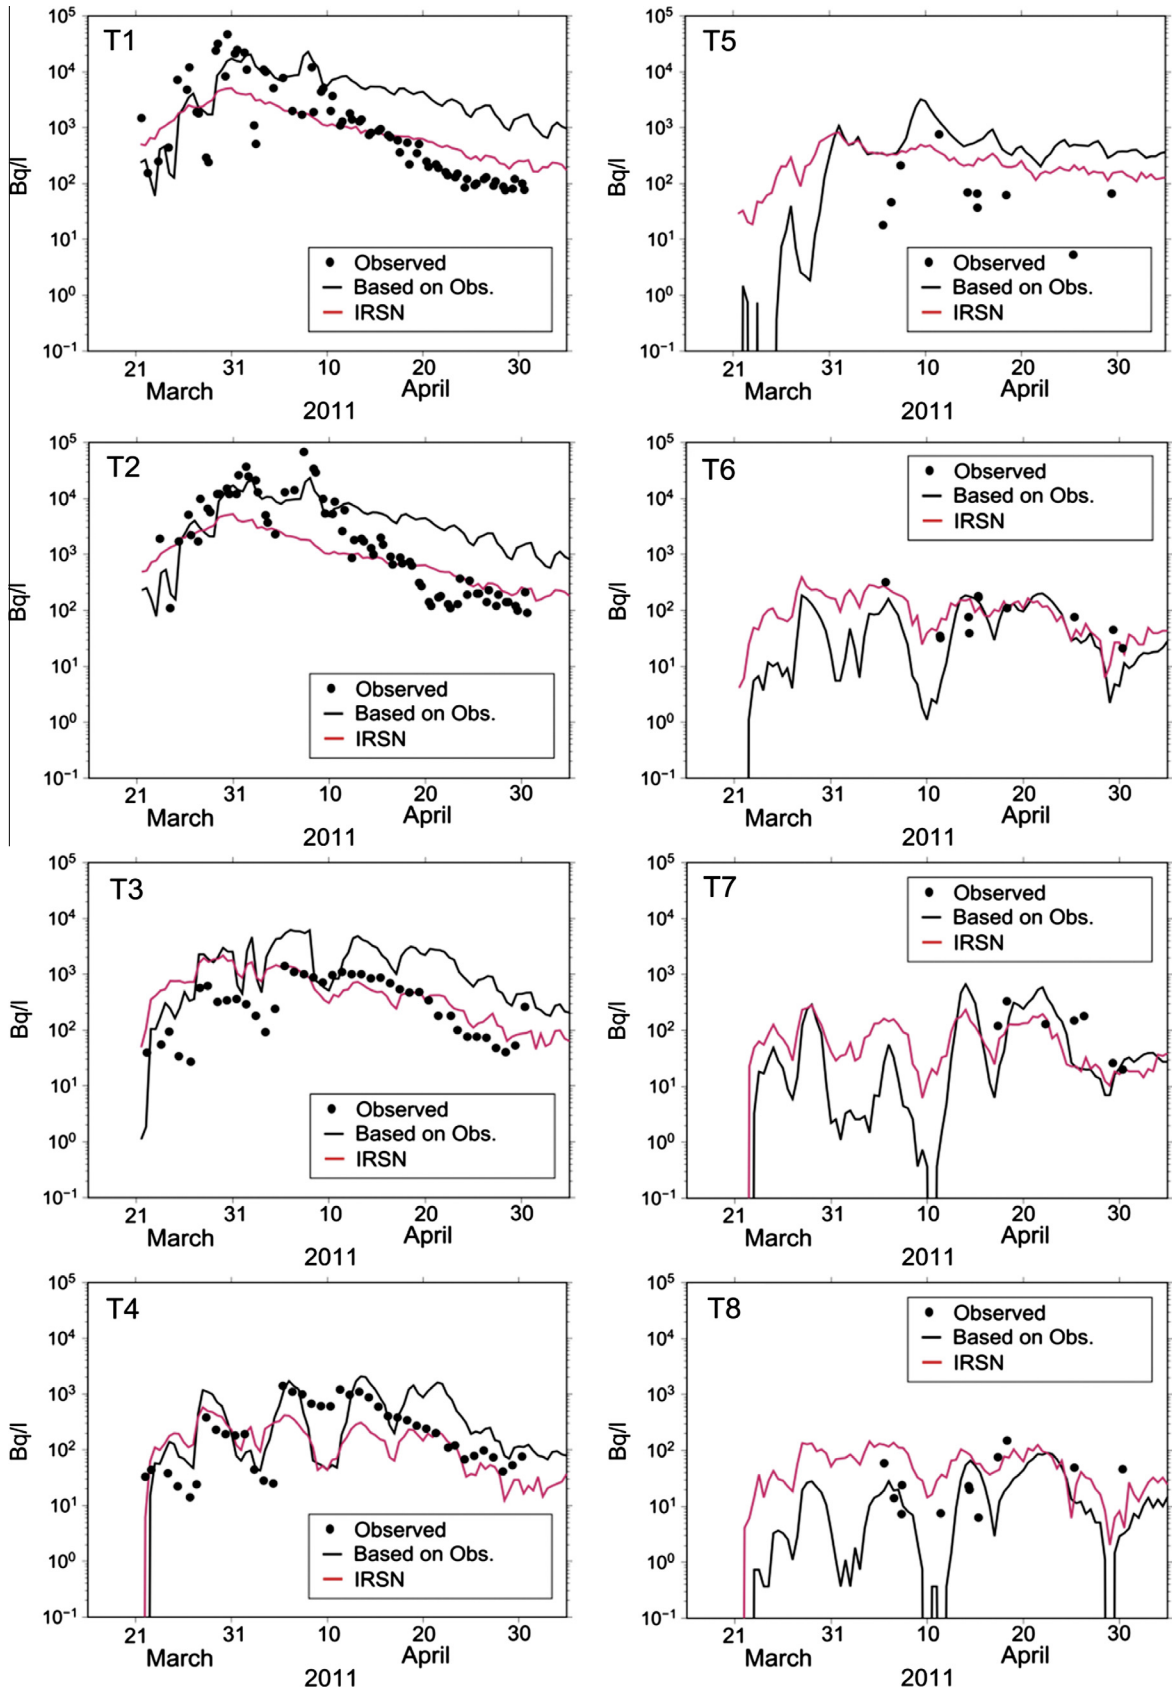 T1
10⁵
10⁴
10³
10²
10¹
10⁰
10⁻¹
Bq/l
Observed
Based on Obs.
IRSN
21 31 10 20 30
March April
2011
T5
10⁵
10⁴
10³
10²
10¹
10⁰
10⁻¹
Bq/l
Observed
Based on Obs.
IRSN
21 31 10 20 30
March April
2011
T2
10⁵
10⁴
10³
10²
10¹
10⁰
10⁻¹
Bq/l
Observed
Based on Obs.
IRSN
21 31 10 20 30
March April
2011
T6
10⁵
10⁴
10³
10²
10¹
10⁰
10⁻¹
Bq/l
Observed
Based on Obs.
IRSN
21 31 10 20 30
March April
2011
T3
10⁵
10⁴
10³
10²
10¹
10⁰
10⁻¹
Bq/l
Observed
Based on Obs.
IRSN
21 31 10 20 30
March April
2011
T7
10⁵
10⁴
10³
10²
10¹
10⁰
10⁻¹
Bq/l
Observed
Based on Obs.
IRSN
21 31 10 20 30
March April
2011
T4
10⁵
10⁴
10³
10²
10¹
10⁰
10⁻¹
Bq/l
Observed
Based on Obs.
IRSN
21 31 10 20 30
March April
2011
T8
10⁵
10⁴
10³
10²
10¹
10⁰
10⁻¹
Bq/l
Observed
Based on Obs.
IRSN
21 31 10 20 30
March April
2011